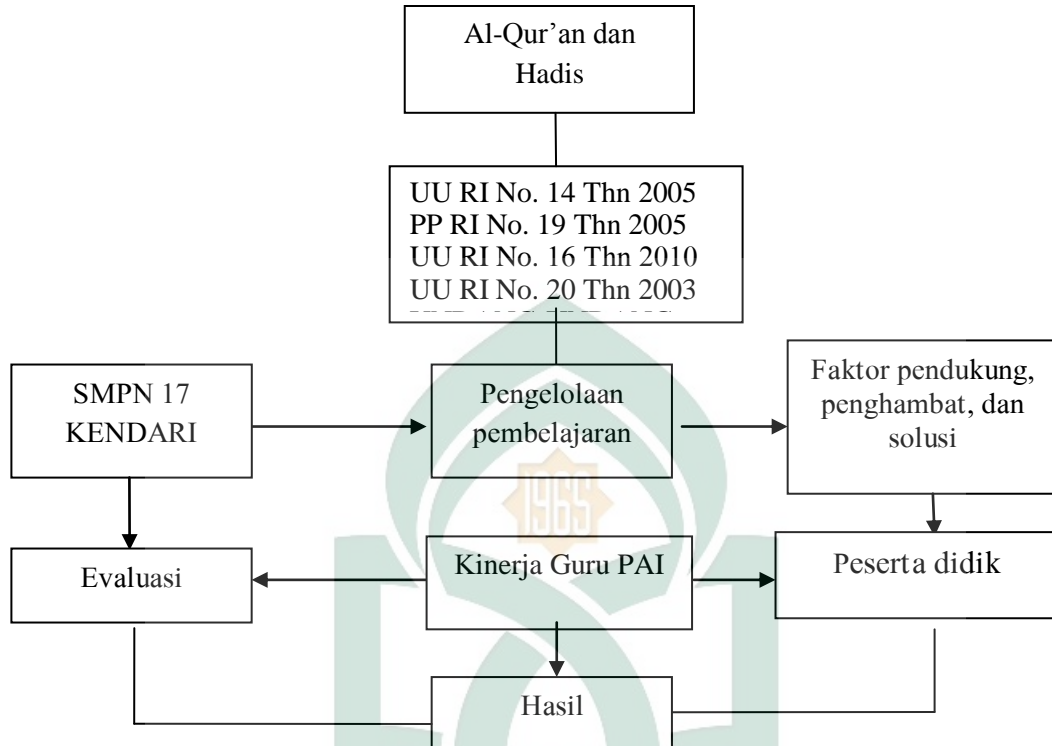 Al-Qur’an dan
Hadis
UU RI No. 14 Thn 2005
PP RI No. 19 Thn 2005
UU RI No. 16 Thn 2010
UU RI No. 20 Thn 2003
SMPN 17
KENDARI
Pengelolaan
pembelajaran
Faktor pendukung,
penghambat, dan
solusi
1965
Evaluasi
Kinerja Guru PAI
Peserta didik
Hasil